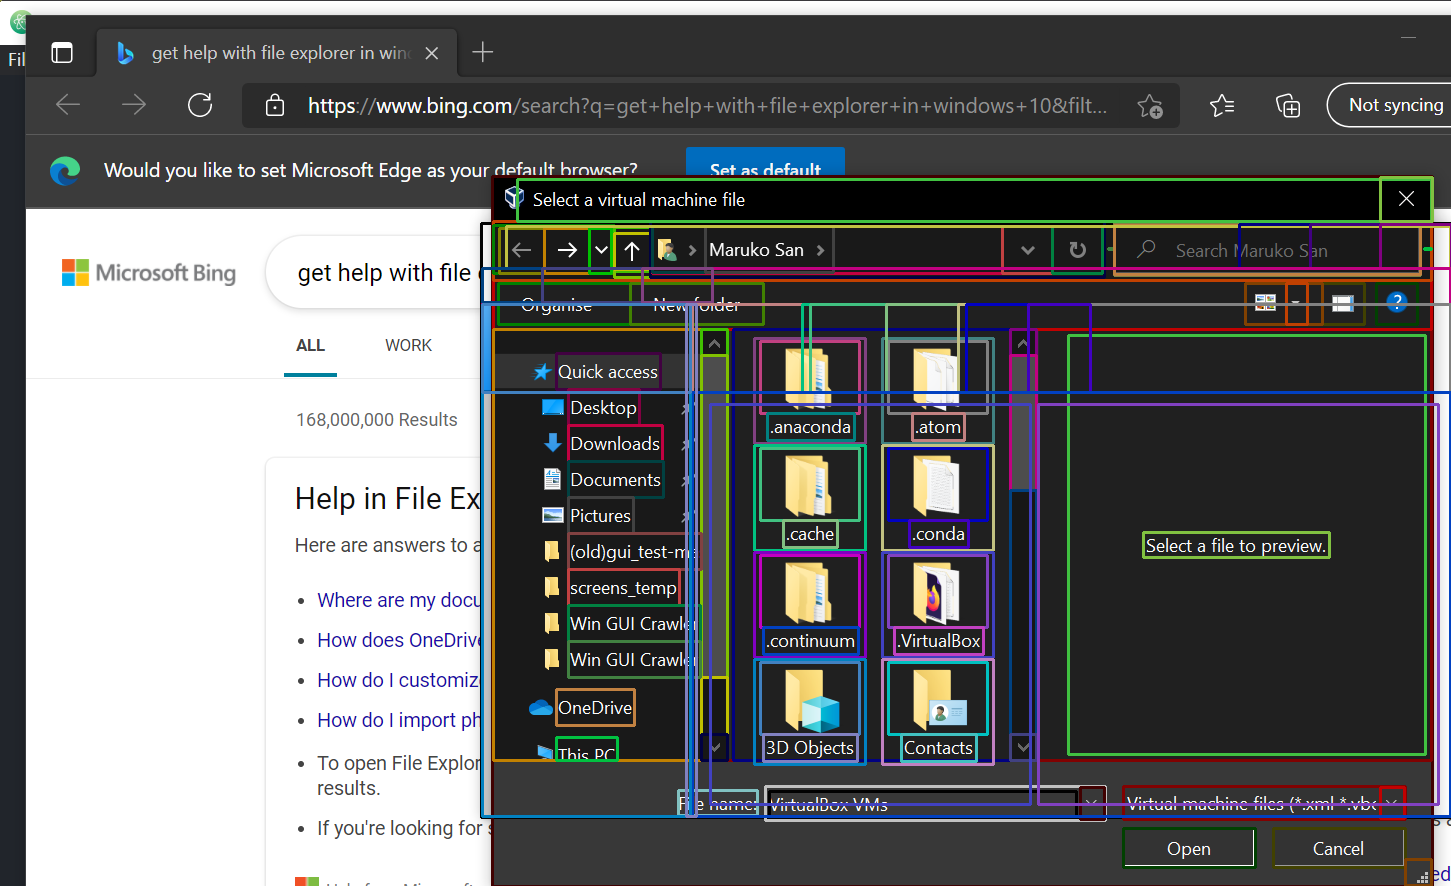 Fil
get help with file explorer in win
https://www.bing.com/search?q=get+help+with+file+explorer+in+windows+10&filt...
Not syncing
Would you like to set Microsoft Edge as your default browser?
Set as default
Select a virtual machine file
Maruko San
Search Maruko San
Microsoft Bing
get help with file
Organise
New folder
ALL
WORK
168,000,000 Results
Quick access
Desktop
Downloads
Documents
Pictures
(old)gui_test-ma
screens_temp
Win GUI Crawler
Win GUI Crawler
OneDrive
This PC
.anaconda
.atom
.cache
.conda
.continuum
.VirtualBox
3D Objects
Contacts
Select a file to preview.
Help in File Ex
Here are answers to a
Where are my docu
How does OneDrive
How do I customiz
How do I import ph
To open File Explor
results.
If you're looking for s
File name:
VirtualBox VMs
Virtual machine files (*.xml *.vbo
Open
Cancel
ed